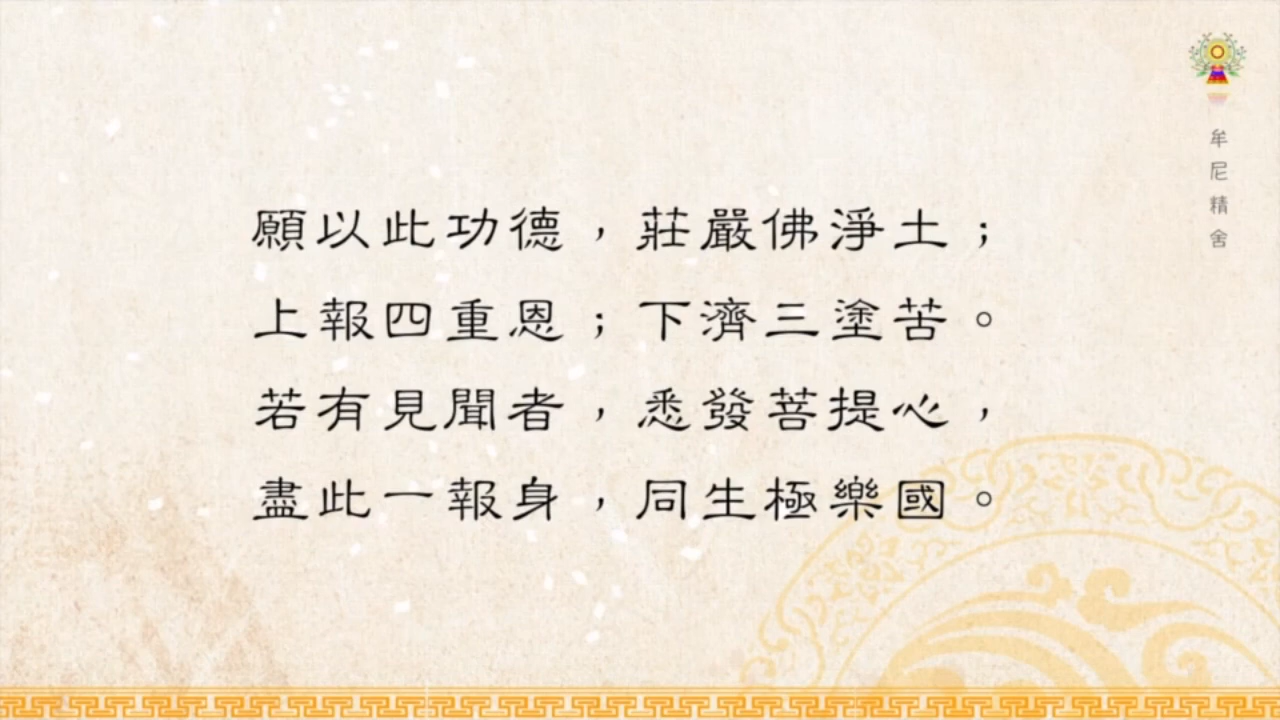 願以此功德，莊嚴佛淨土；
上報四重恩；下濟三塗苦。
若有見聞者，悉發菩提心，
盡此一報身，同生極樂國。
牟尼精舍